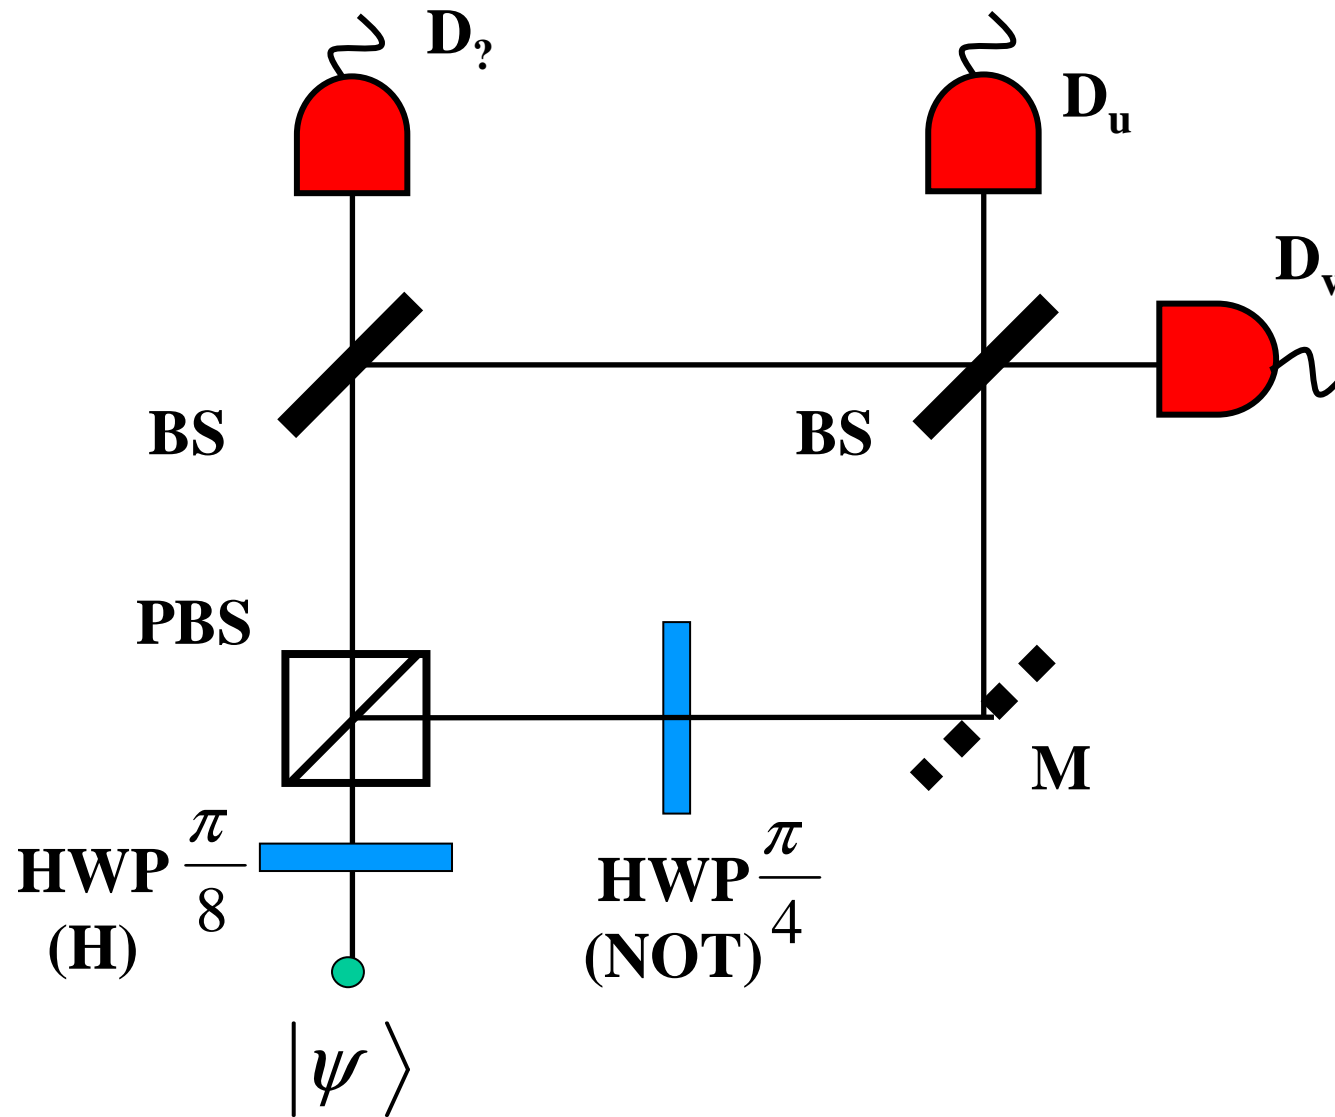 D?
Du
Dv
BS
BS
PBS
M
HWP π/8
(H)
HWP π/4
(NOT)
|ψ⟩